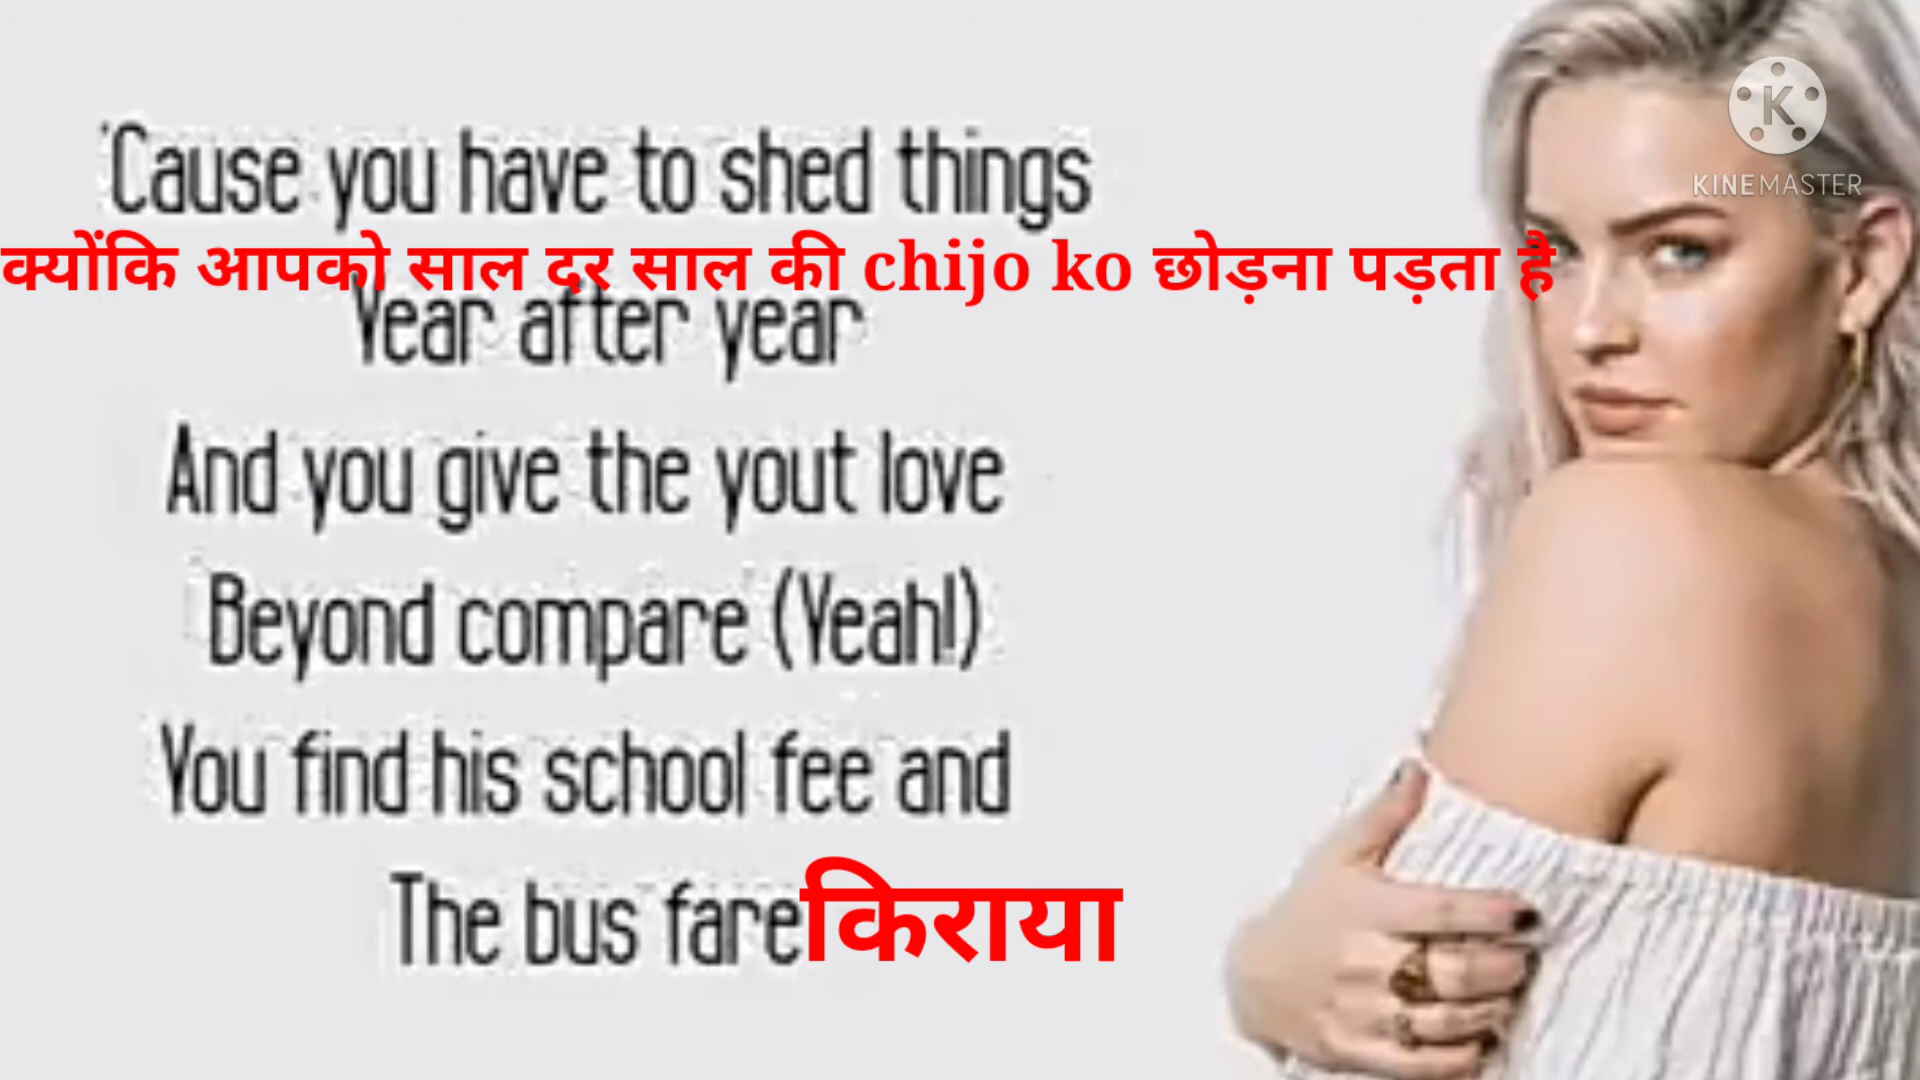 'Cause you have to shed things
क्योंकि आपको साल दर साल की chijo ko छोड़ना पड़ता है
Year after year
And you give the yout love
Beyond compare (Yeah!)
You find his school fee and
The bus fare किराया
K
KINEMASTER